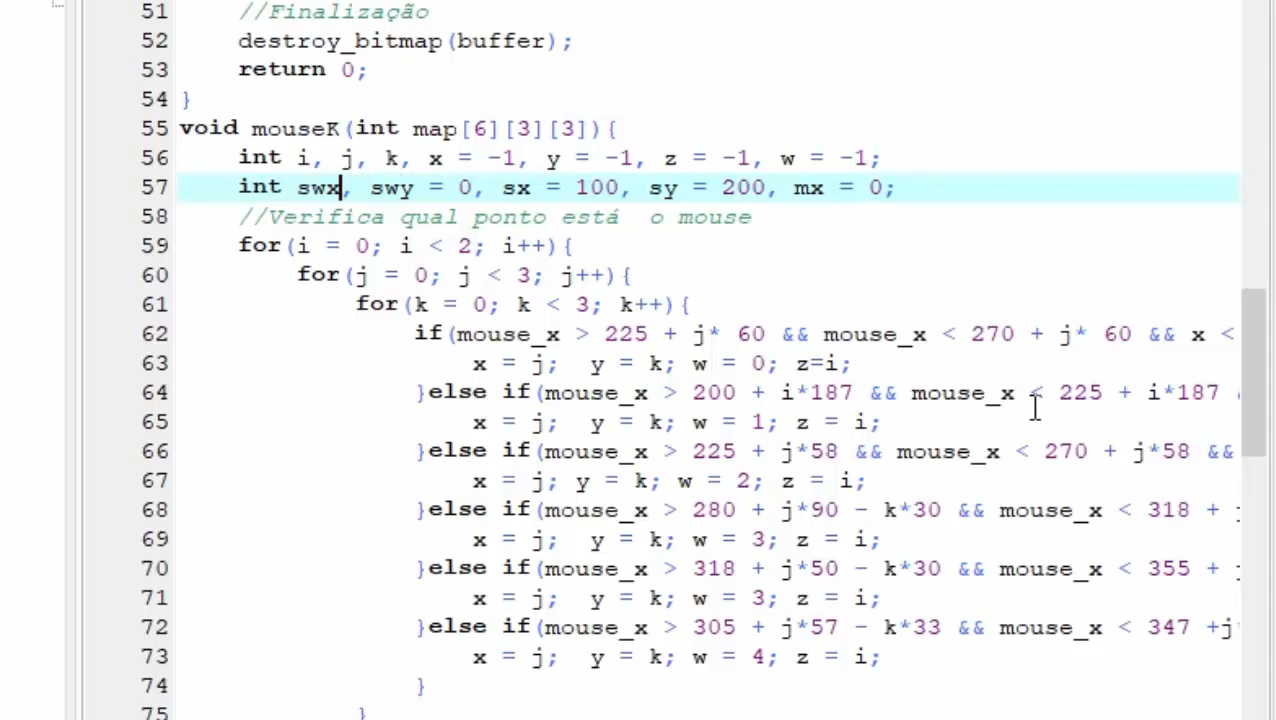 51 //Finalização
52 destroy_bitmap(buffer);
53 return 0;
54 }
55 void mouseK(int map[6][3][3]){
56 int i, j, k, x = -1, y = -1, z = -1, w = -1;
57 int swx, swy = 0, sx = 100, sy = 200, mx = 0;
58 //Verifica qual ponto está  o mouse
59 for(i = 0; i < 2; i++){
60 for(j = 0; j < 3; j++){
61 for(k = 0; k < 3; k++){
62 if(mouse_x > 225 + j* 60 && mouse_x < 270 + j* 60 && x <
63 x = j;  y = k; w = 0; z=i;
64 }else if(mouse_x > 200 + i*187 && mouse_x < 225 + i*187
65 x = j;  y = k; w = 1; z = i;
66 }else if(mouse_x > 225 + j*58 && mouse_x < 270 + j*58 &&
67 x = j; y = k; w = 2; z = i;
68 }else if(mouse_x > 280 + j*90 - k*30 && mouse_x < 318 +
69 x = j;  y = k; w = 3; z = i;
70 }else if(mouse_x > 318 + j*50 - k*30 && mouse_x < 355 +
71 x = j;  y = k; w = 3; z = i;
72 }else if(mouse_x > 305 + j*57 - k*33 && mouse_x < 347 +j
73 x = j;  y = k; w = 4; z = i;
74 }
75 }